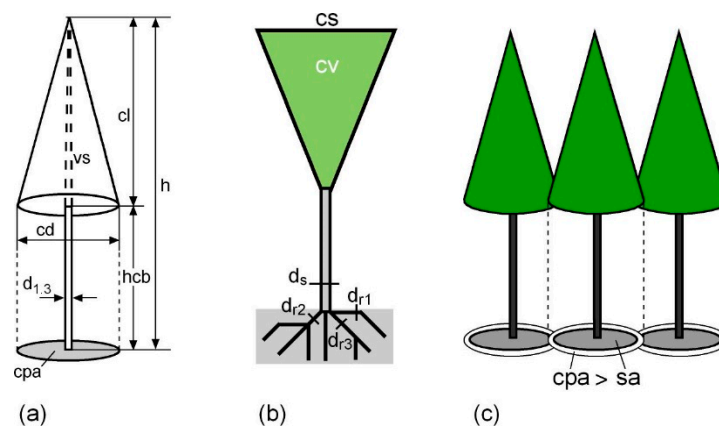 cl
h
vs
cd
hcb
d1.3
cpa
(a)
cs
cv
ds
dr1
dr2
dr3
(b)
cpa > sa
(c)